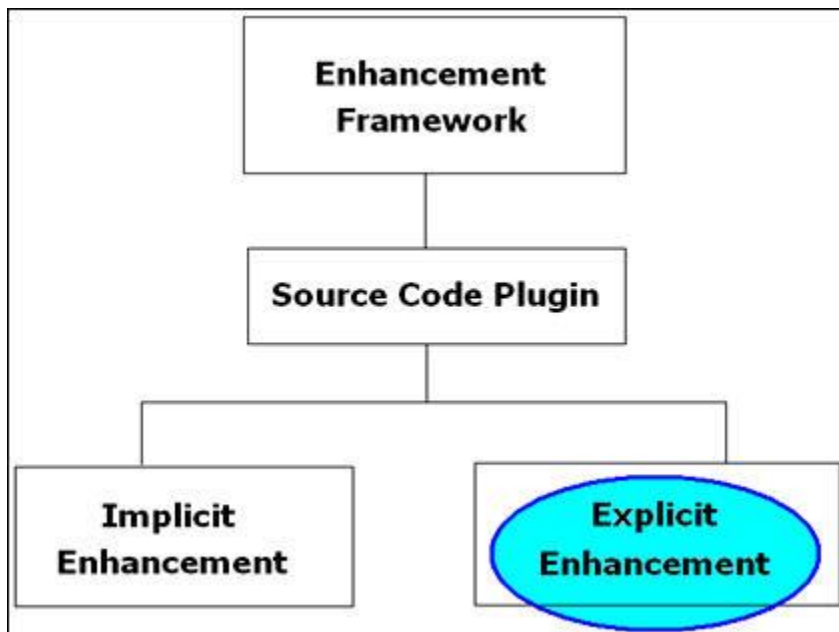 Enhancement
Framework
Source Code Plugin
Implicit
Enhancement
Explicit
Enhancement